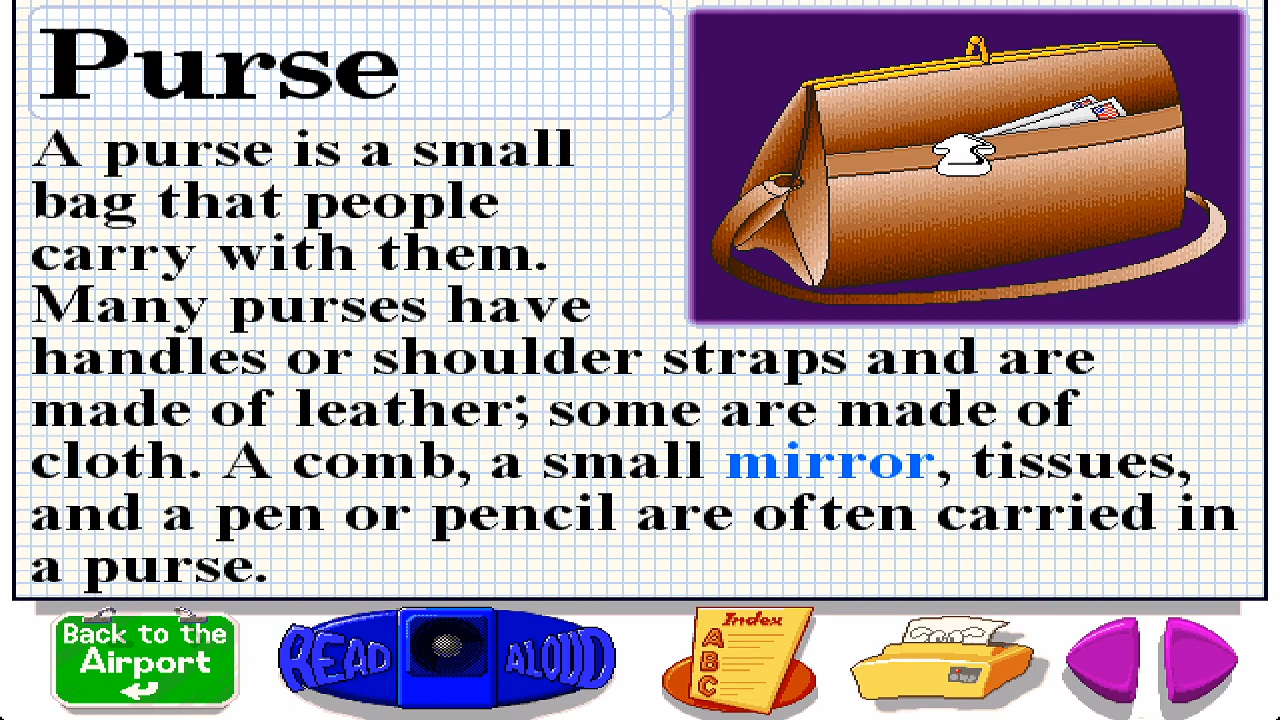 Purse
A purse is a small
bag that people
carry with them.
Many purses have
handles or shoulder straps and are
made of leather; some are made of
cloth. A comb, a small mirror, tissues,
and a pen or pencil are often carried in
a purse.
Back to the
Airport
READ ALOUD
Index
A
B
C